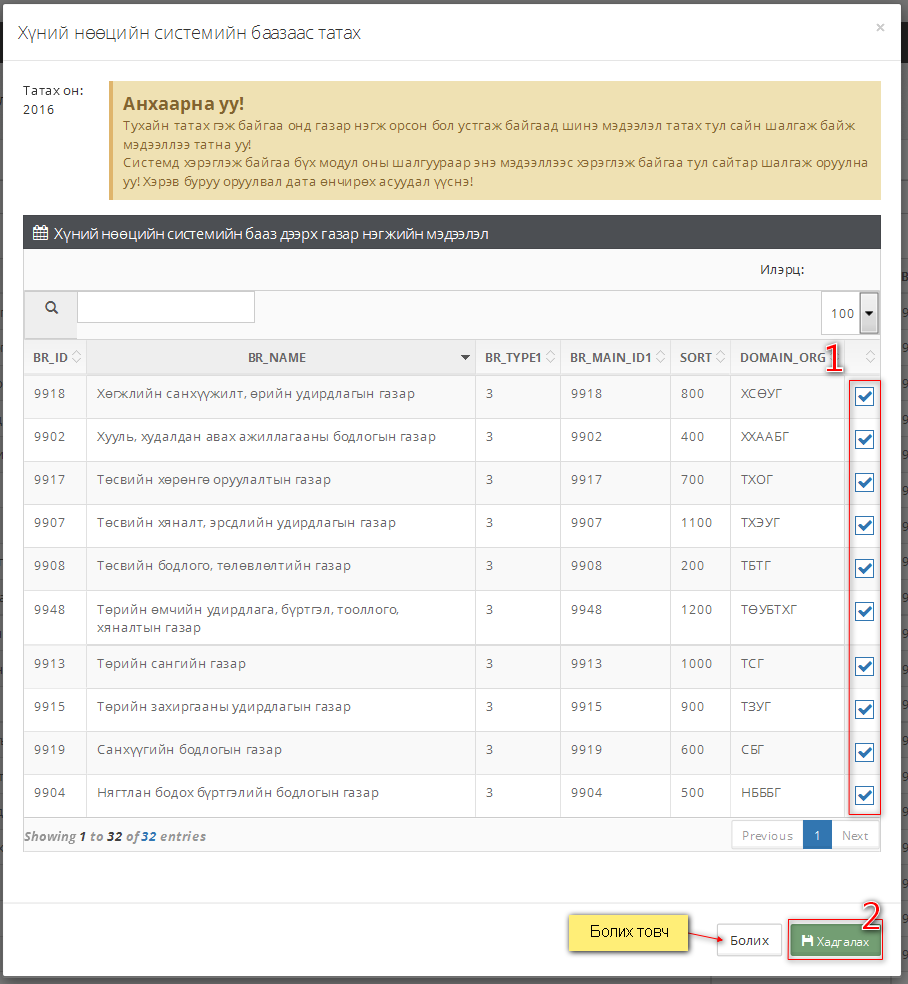 Хүний нөөцийн системийн баазаас татах
×
Татах он:
2016
Анхаарна уу!
Тухайн татах гэж байгаа онд газар нэгж орсон бол устгаж байгаад шинэ мэдээлэл татах тул сайн шалгаж байж
мэдээллээ татна уу!
Системд хэрэглэж байгаа бүх модул оны шалгуураар энэ мэдээллээс хэрэглэж байгаа тул сайтар шалгаж оруулна
уу! Хэрэв буруу оруулвал дата өнчирөх асуудал үүснэ!
Хүний нөөцийн системийн бааз дээрх газар нэгжийн мэдээлэл
Илэрц:
100
1
BR_ID BR_NAME BR_TYPE1 BR_MAIN_ID1 SORT DOMAIN_ORG
9918 Хөгжлийн санхүүжилт, өрийн удирдлагын газар 3 9918 800 ХСӨУГ
9902 Хууль, худалдан авах ажиллагааны бодлогын газар 3 9902 400 ХХААБГ
9917 Төсвийн хөрөнгө оруулалтын газар 3 9917 700 ТХОГ
9907 Төсвийн хяналт, эрсдлийн удирдлагын газар 3 9907 1100 ТХЭУГ
9908 Төсвийн бодлого, төлөвлөлтийн газар 3 9908 200 ТБТГ
9948 Төрийн өмчийн удирдлага, бүртгэл, тооллого, 3 9948 1200 ТӨУБТХГ
хяналтын газар
9913 Төрийн сангийн газар 3 9913 1000 ТСГ
9915 Төрийн захиргааны удирдлагын газар 3 9915 900 ТЗУГ
9919 Санхүүгийн бодлогын газар 3 9919 600 СБГ
9904 Нягтлан бодох бүртгэлийн бодлогын газар 3 9904 500 НБББГ
Showing 1 to 32 of 32 entries
Previous 1 Next
2
Болих товч
Болих
Хадгалах